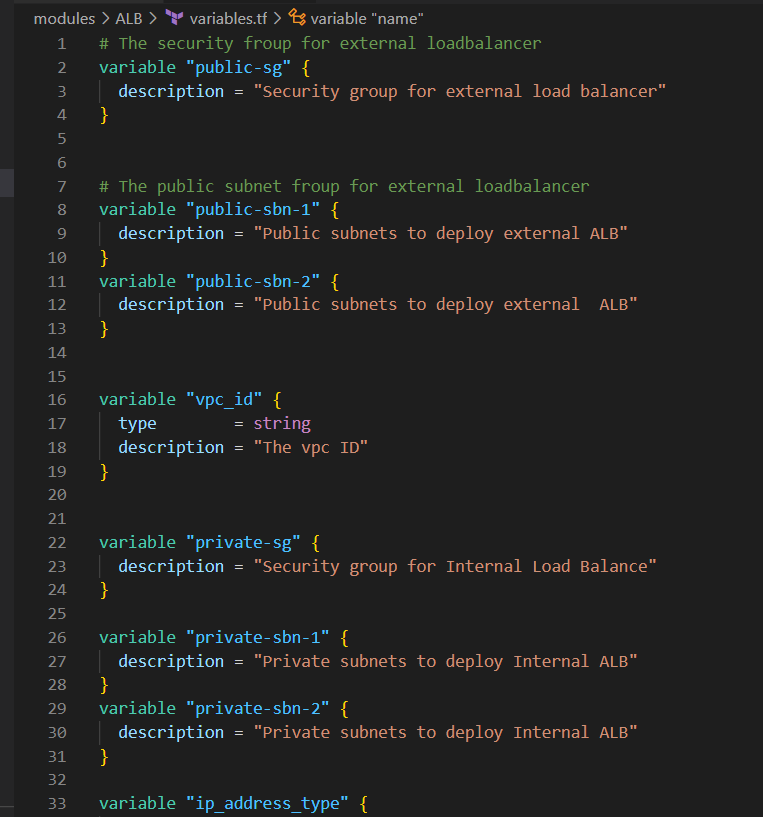 modules > ALB > variables.tf > variable "name"
1 # The security froup for external loadbalancer
2 variable "public-sg" {
3 description = "Security group for external load balancer"
4 }
5
6
7 # The public subnet froup for external loadbalancer
8 variable "public-sbn-1" {
9 description = "Public subnets to deploy external ALB"
10 }
11 variable "public-sbn-2" {
12 description = "Public subnets to deploy external  ALB"
13 }
14
15
16 variable "vpc_id" {
17 type        = string
18 description = "The vpc ID"
19 }
20
21
22 variable "private-sg" {
23 description = "Security group for Internal Load Balance"
24 }
25
26 variable "private-sbn-1" {
27 description = "Private subnets to deploy Internal ALB"
28 }
29 variable "private-sbn-2" {
30 description = "Private subnets to deploy Internal ALB"
31 }
32
33 variable "ip_address_type" {